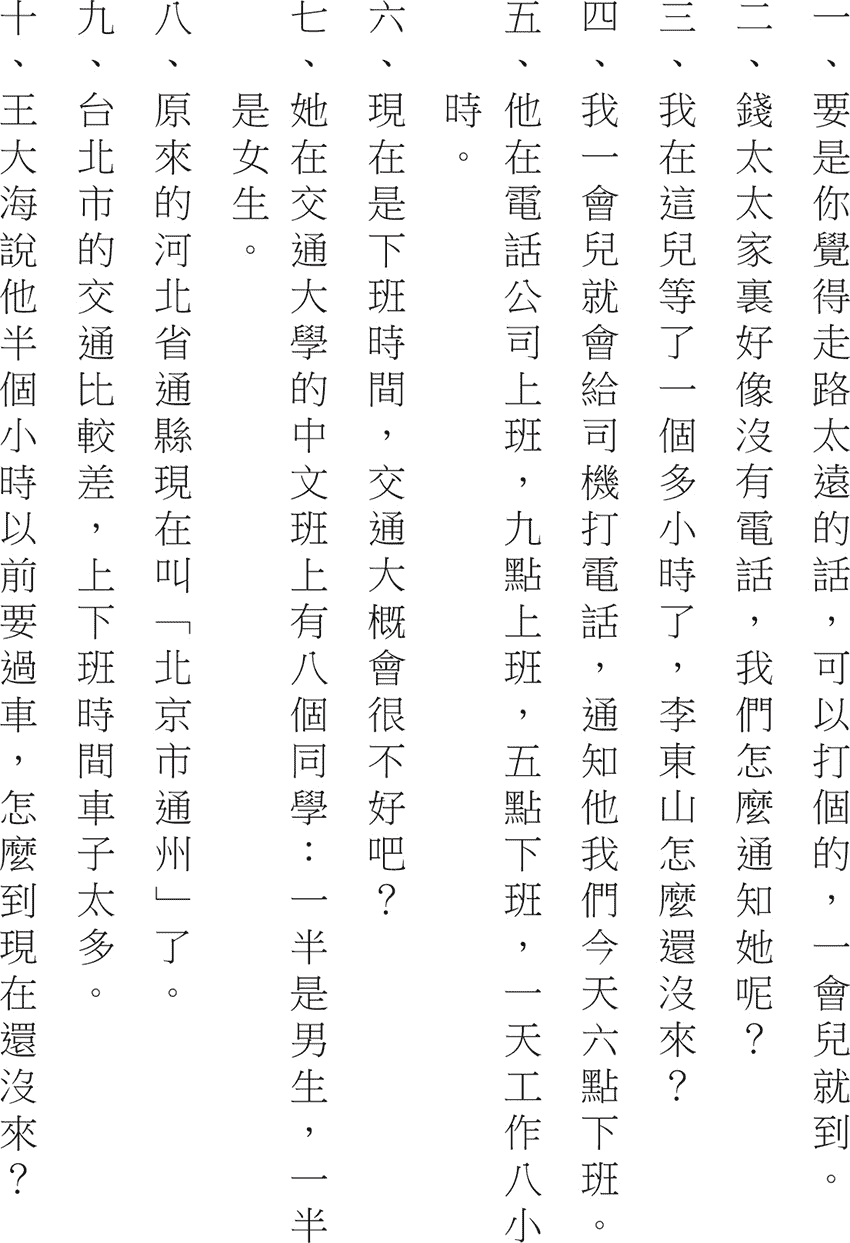 一、要是你覺得走路太遠的話，可以打個的，一會兒就到。
二、錢太太家裏好像沒有電話，我們怎麼通知她呢？
三、我在這兒等了一個多小時了，李東山怎麼還沒來？
四、我一會兒就會給司機打電話，通知他我們今天六點下班。
五、他在電話公司上班，九點上班，五點下班，一天工作八小
時。
六、現在是下班時間，交通大概會很不好吧？
七、她在交通大學的中文班上有八個同學：一半是男生，一半
是女生。
八、原來的河北省通縣現在叫「北京市通州」了。
九、台北市的交通比較差，上下班時間車子太多。
十、王大海說他半個小時以前要過車，怎麼到現在還沒來？